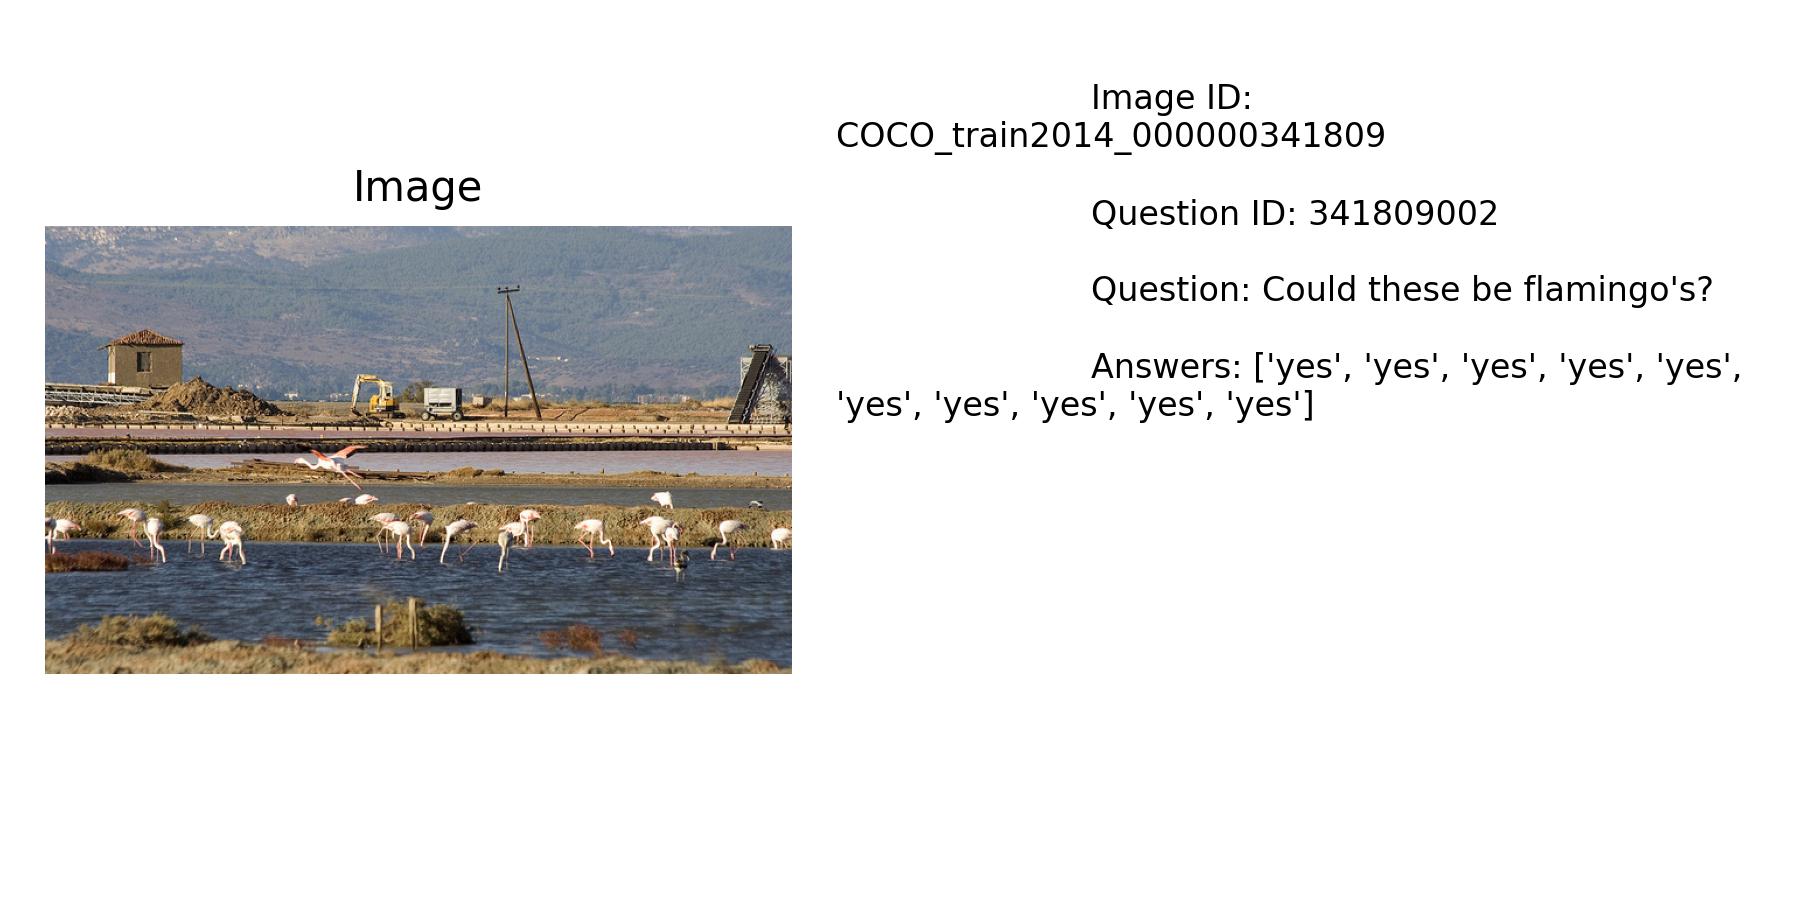 Image
Image ID:
COCO_train2014_000000341809
Question ID: 341809002
Question: Could these be flamingo's?
Answers: ['yes', 'yes', 'yes', 'yes', 'yes',
'yes', 'yes', 'yes', 'yes', 'yes']